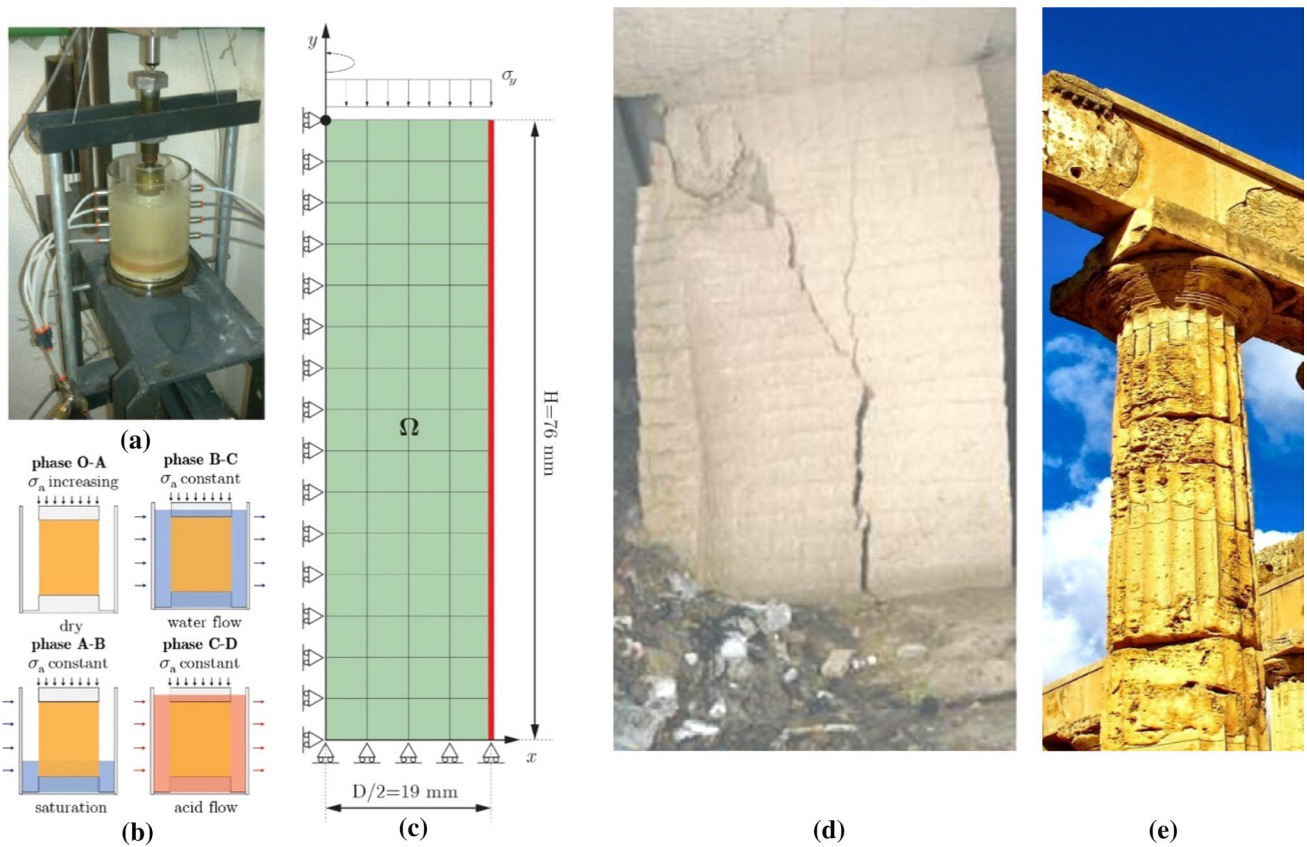 (a)
phase O-A
σa increasing
dry
phase B-C
σa constant
water flow
phase A-B
σa constant
saturation
phase C-D
σa constant
acid flow
(b)
y
σy
Ω
H=76 mm
x
D/2=19 mm
(c)
(d)
(e)